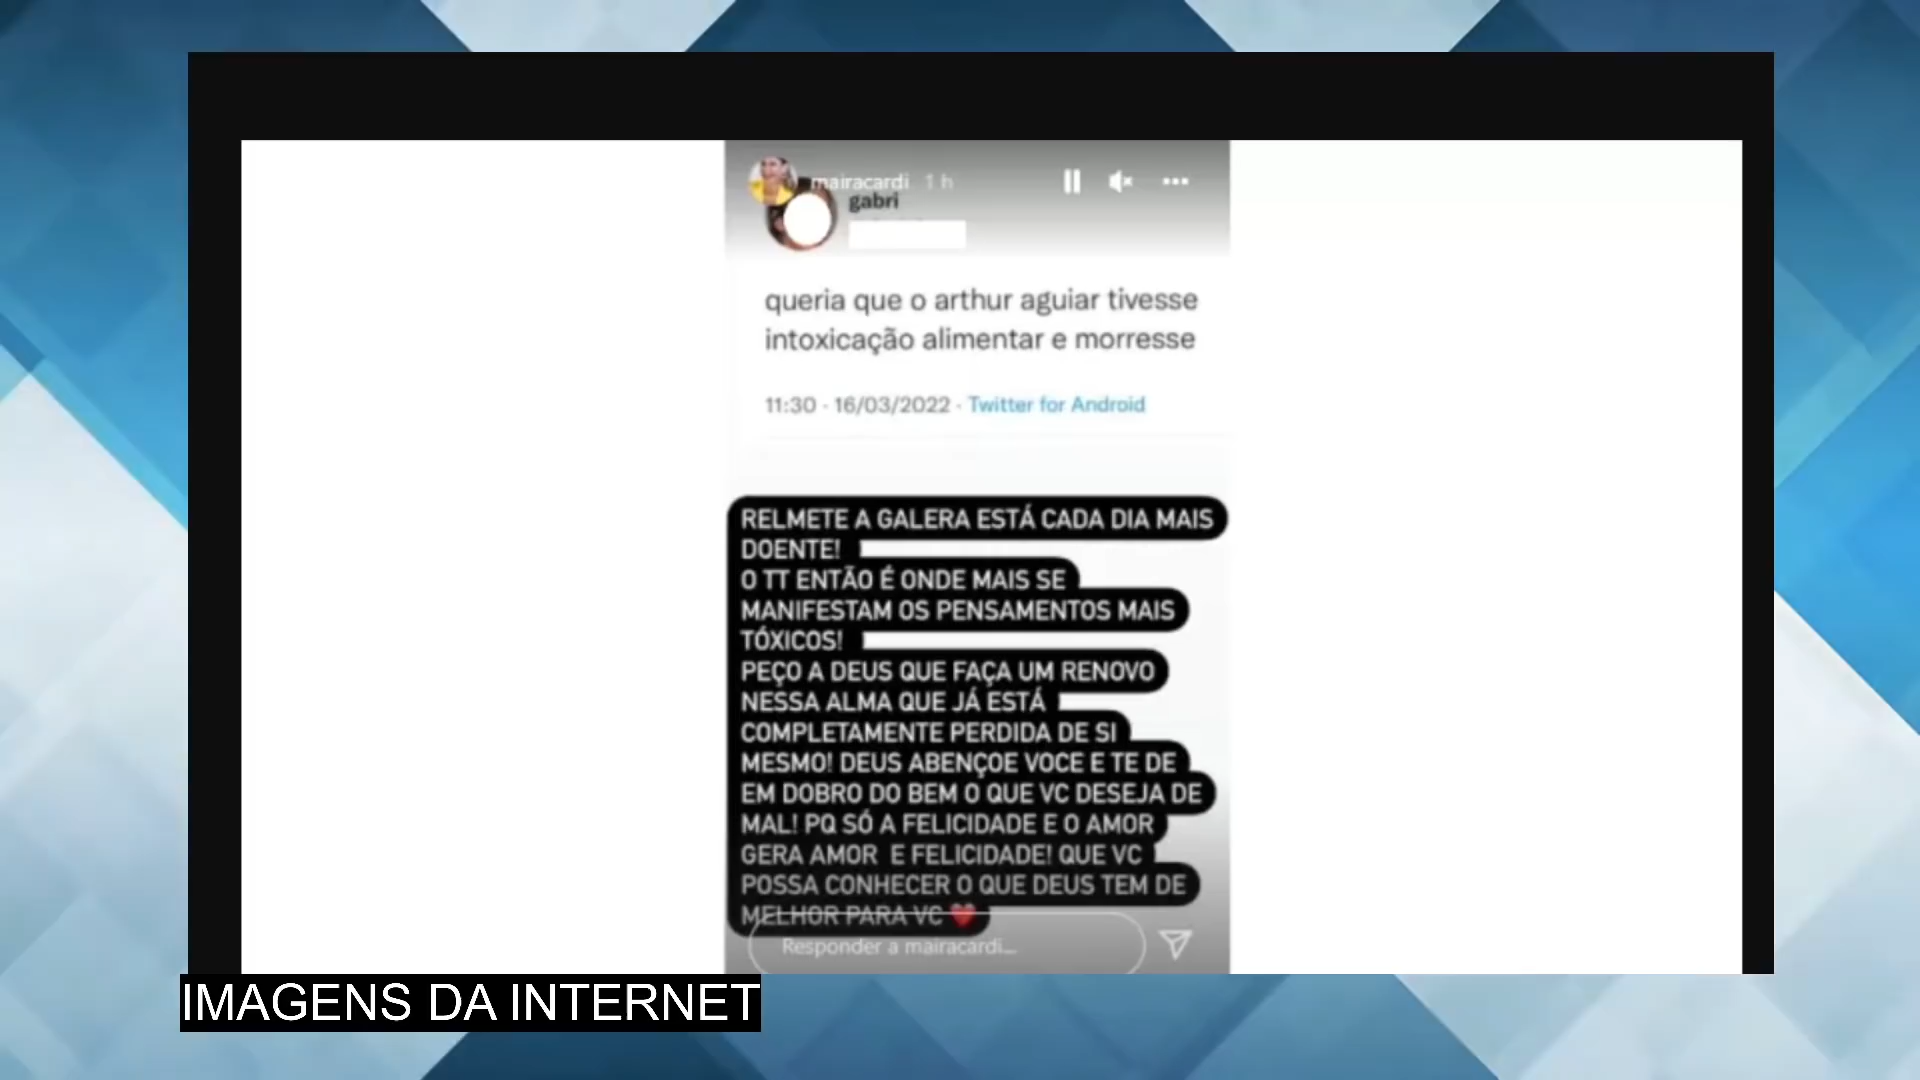 mairacardi 1 h
gabri
queria que o arthur aguiar tivesse
intoxicação alimentar e morresse
11:30 · 16/03/2022 · Twitter for Android
RELMETE A GALERA ESTÁ CADA DIA MAIS
DOENTE!
O TT ENTÃO É ONDE MAIS SE
MANIFESTAM OS PENSAMENTOS MAIS
TÓXICOS!
PEÇO A DEUS QUE FAÇA UM RENOVO
NESSA ALMA QUE JÁ ESTÁ
COMPLETAMENTE PERDIDA DE SI
MESMO! DEUS ABENÇOE VOCE E TE DE
EM DOBRO DO BEM O QUE VC DESEJA DE
MAL! PQ SÓ A FELICIDADE E O AMOR
GERA AMOR E FELICIDADE! QUE VC
POSSA CONHECER O QUE DEUS TEM DE
MELHOR PARA VC ❤️
Responder a mairacardi...
IMAGENS DA INTERNET